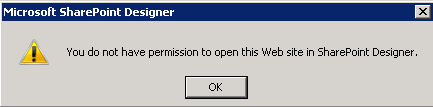 Microsoft SharePoint Designer
You do not have permission to open this Web site in SharePoint Designer.
OK